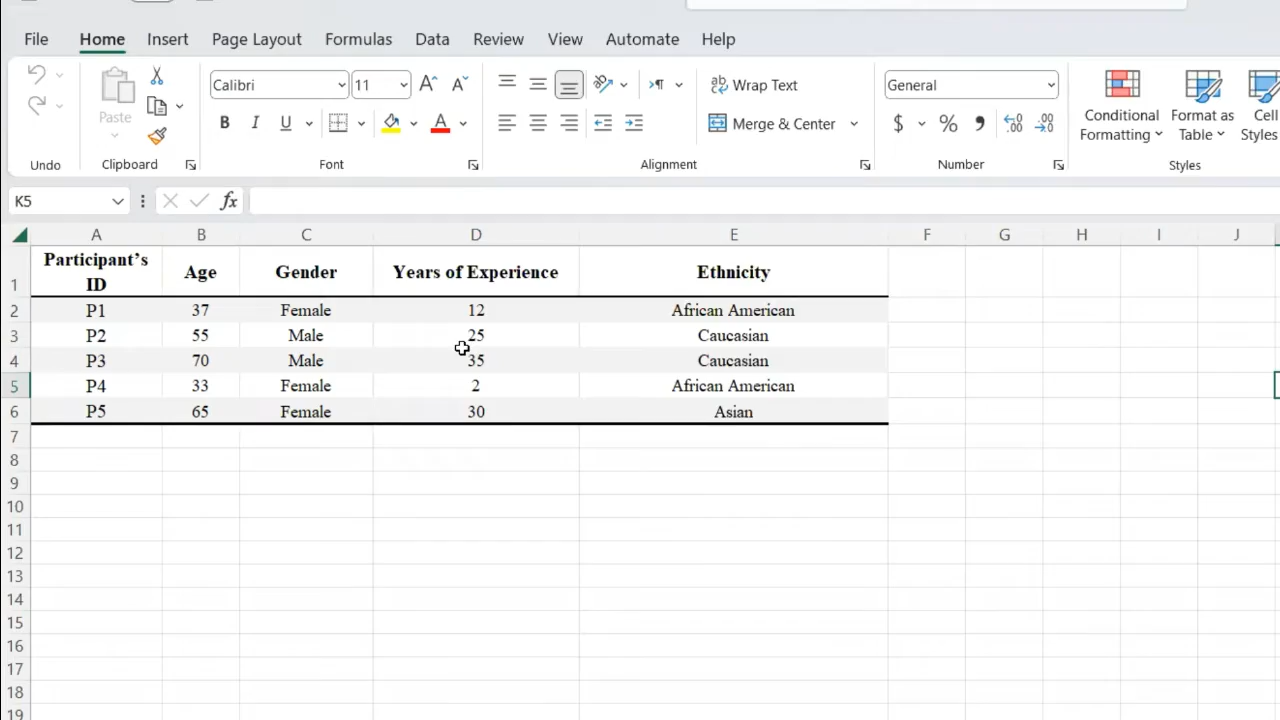 File Home Insert Page Layout Formulas Data Review View Automate Help
Calibri 11 A A Wrap Text General
Paste B I U A Merge & Center $ % , Conditional Formatting Format as Table Cell Styles
Undo Clipboard Font Alignment Number Styles
K5 fx
A B C D E F G H I J
1 Participant’s ID Age Gender Years of Experience Ethnicity
2 P1 37 Female 12 African American
3 P2 55 Male 25 Caucasian
4 P3 70 Male 35 Caucasian
5 P4 33 Female 2 African American
6 P5 65 Female 30 Asian
7
8
9
10
11
12
13
14
15
16
17
18
19